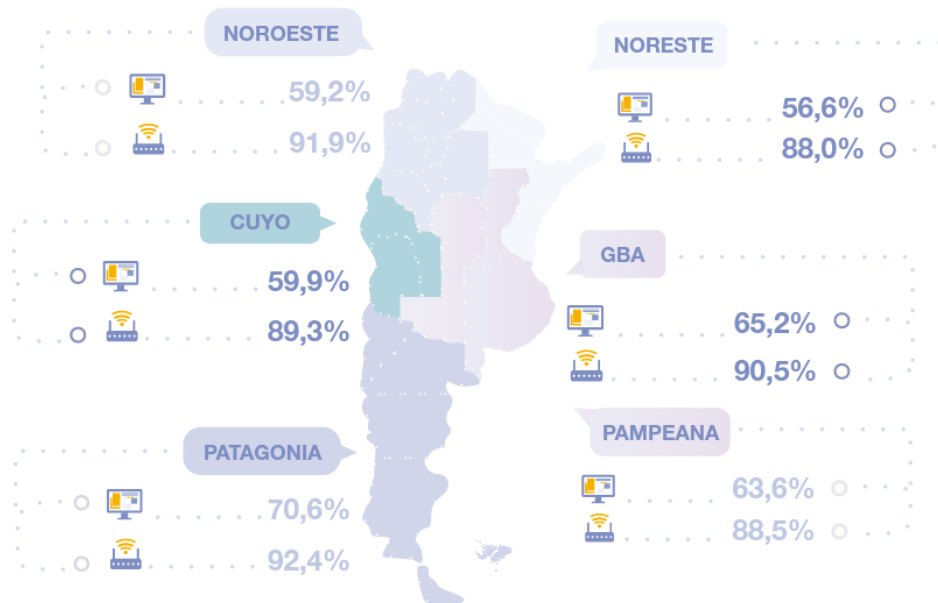 NOROESTE
59,2%
91,9%
NORESTE
56,6%
88,0%
CUYO
59,9%
89,3%
GBA
65,2%
90,5%
PATAGONIA
70,6%
92,4%
PAMPEANA
63,6%
88,5%